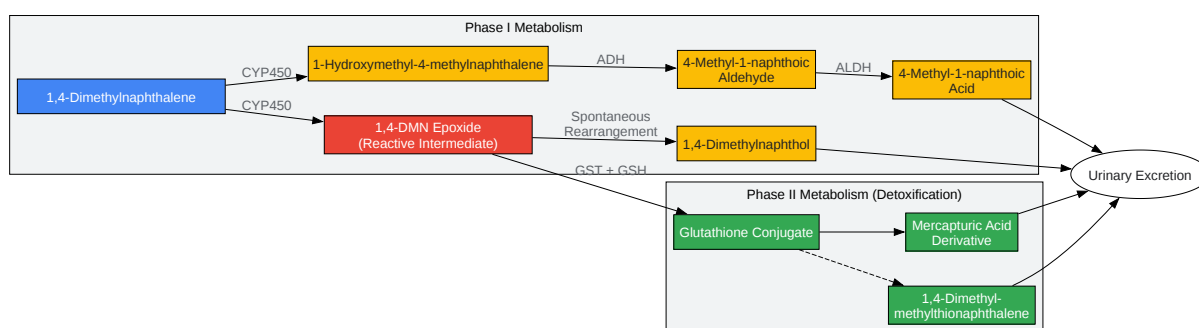 Phase I Metabolism
1,4-Dimethylnaphthalene
CYP450
1-Hydroxymethyl-4-methylnaphthalene
ADH
4-Methyl-1-naphthoic
Aldehyde
ALDH
4-Methyl-1-naphthoic
Acid
CYP450
1,4-DMN Epoxide
(Reactive Intermediate)
Spontaneous
Rearrangement
1,4-Dimethylnaphthol
GST + GSH
Urinary Excretion
Phase II Metabolism (Detoxification)
Glutathione Conjugate
Mercapturic Acid
Derivative
1,4-Dimethyl-
methylthionaphthalene